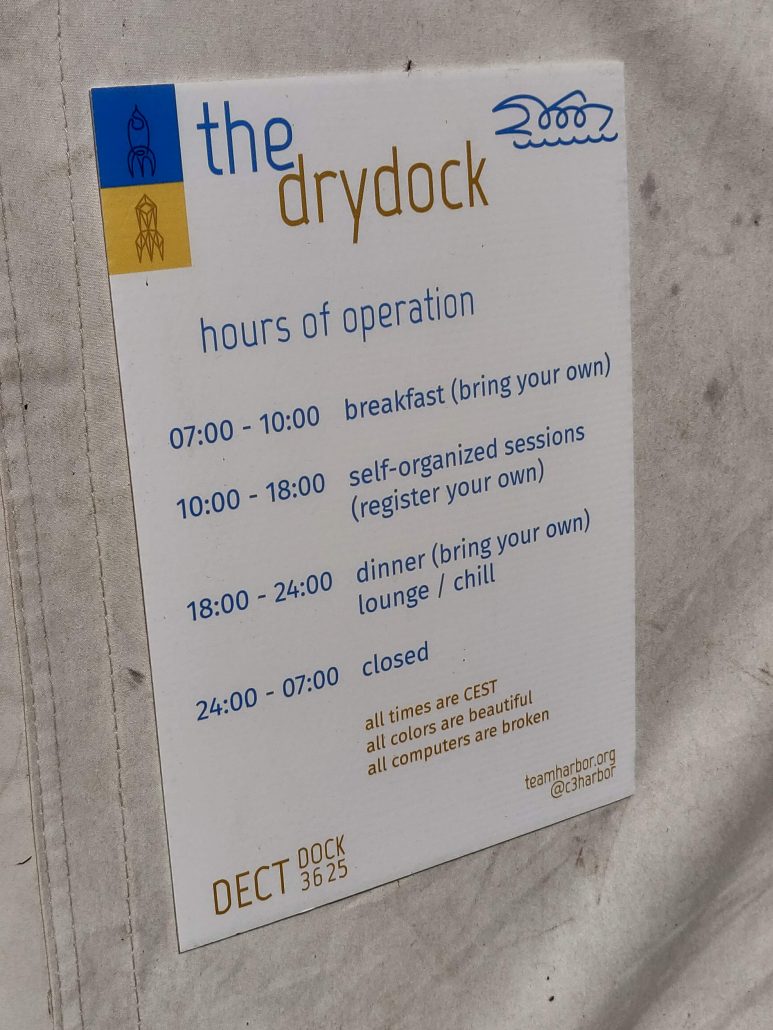 the
drydock
hours of operation
07:00 - 10:00 breakfast (bring your own)
10:00 - 18:00 self-organized sessions
(register your own)
18:00 - 24:00 dinner (bring your own)
lounge / chill
24:00 - 07:00 closed
all times are CEST
all colors are beautiful
all computers are broken
teamharbor.org
@c3harbor
DECT DOCK
3625